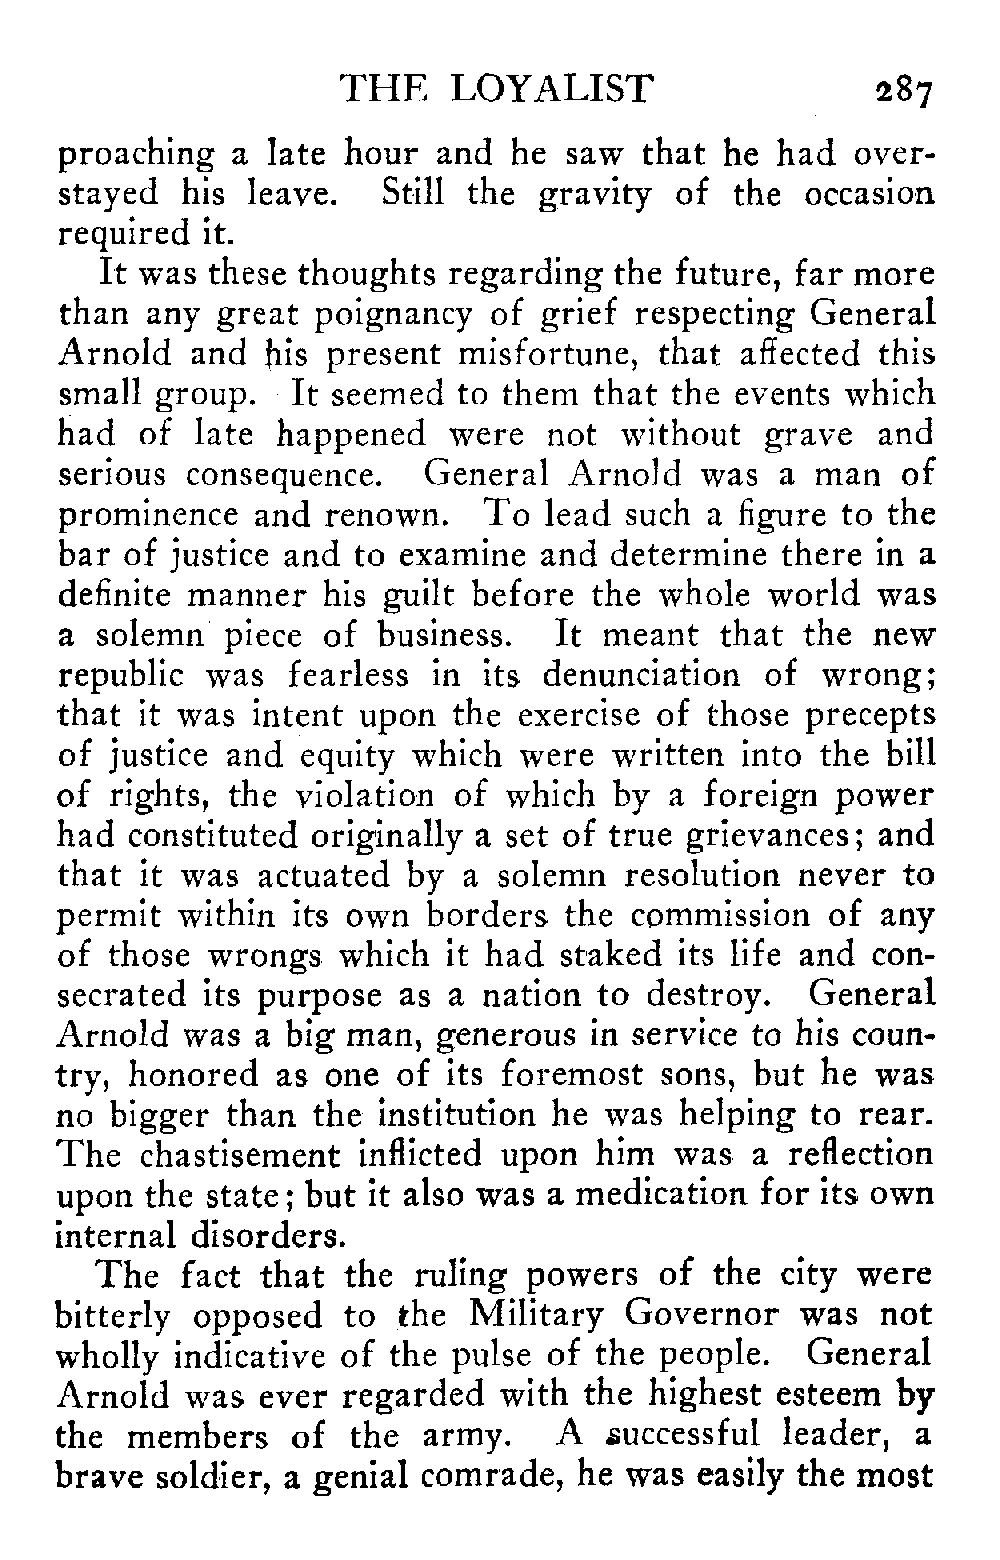 THE LOYALIST 287
proaching a late hour and he saw that he had over-
stayed his leave. Still the gravity of the occasion
required it.
It was these thoughts regarding the future, far more
than any great poignancy of grief respecting General
Arnold and his present misfortune, that affected this
small group. It seemed to them that the events which
had of late happened were not without grave and
serious consequence. General Arnold was a man of
prominence and renown. To lead such a figure to the
bar of justice and to examine and determine there in a
definite manner his guilt before the whole world was
a solemn piece of business. It meant that the new
republic was fearless in its denunciation of wrong;
that it was intent upon the exercise of those precepts
of justice and equity which were written into the bill
of rights, the violation of which by a foreign power
had constituted originally a set of true grievances; and
that it was actuated by a solemn resolution never to
permit within its own borders the commission of any
of those wrongs which it had staked its life and con-
secrated its purpose as a nation to destroy. General
Arnold was a big man, generous in service to his coun-
try, honored as one of its foremost sons, but he was
no bigger than the institution he was helping to rear.
The chastisement inflicted upon him was a reflection
upon the state; but it also was a medication for its own
internal disorders.
The fact that the ruling powers of the city were
bitterly opposed to the Military Governor was not
wholly indicative of the pulse of the people. General
Arnold was ever regarded with the highest esteem by
the members of the army. A successful leader, a
brave soldier, a genial comrade, he was easily the most